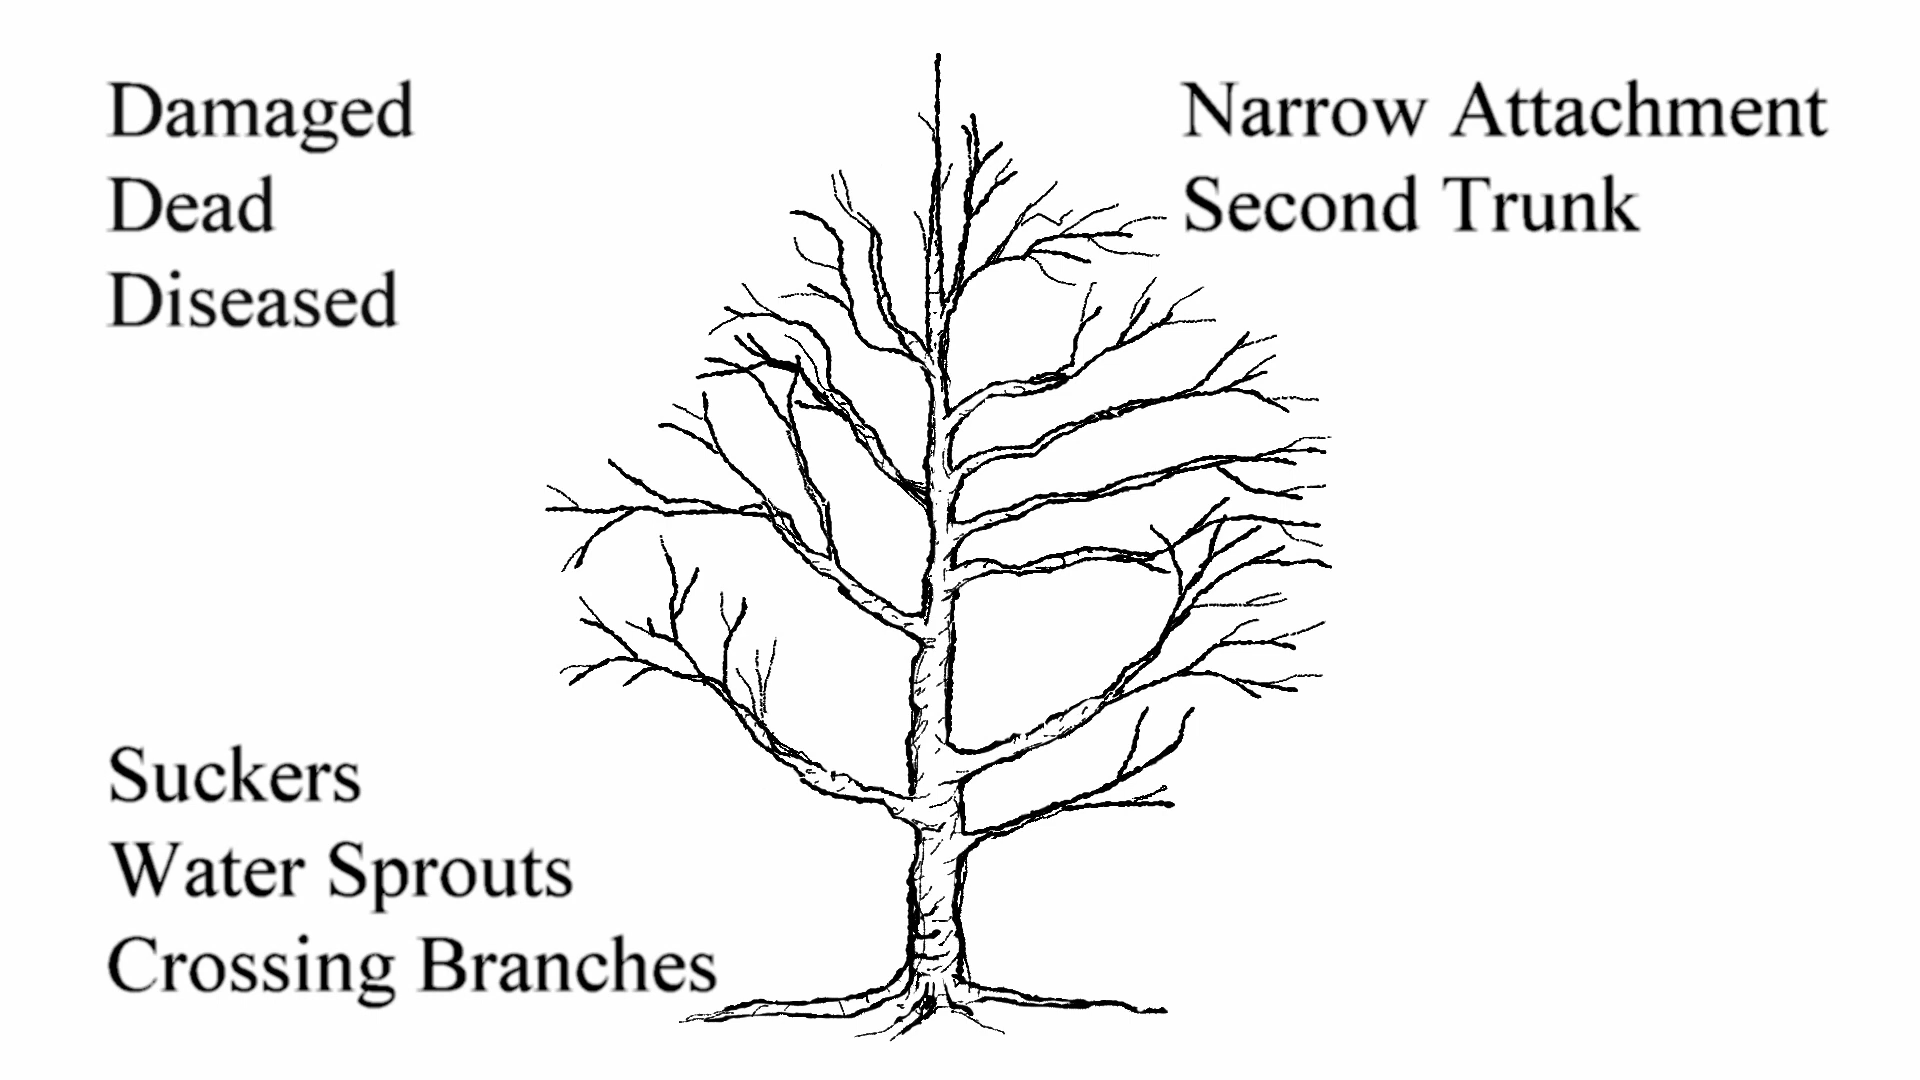 Damaged
Dead
Diseased
Narrow Attachment
Second Trunk
Suckers
Water Sprouts
Crossing Branches